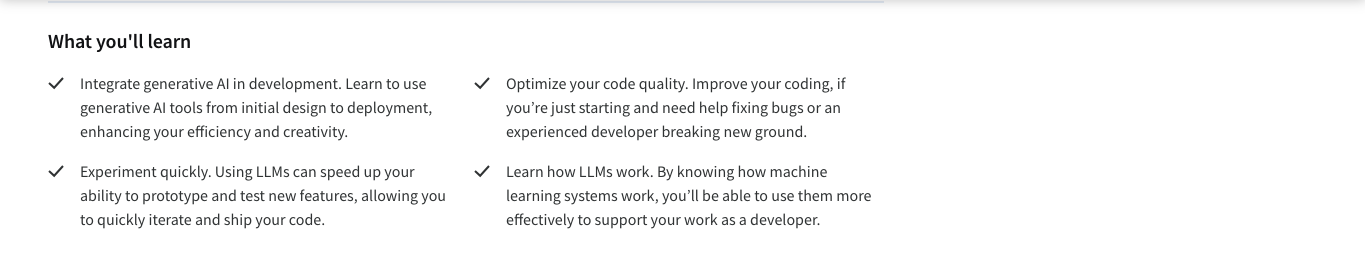 What you'll learn
Integrate generative AI in development. Learn to use
generative AI tools from initial design to deployment,
enhancing your efficiency and creativity.
Optimize your code quality. Improve your coding, if
you’re just starting and need help fixing bugs or an
experienced developer breaking new ground.
Experiment quickly. Using LLMs can speed up your
ability to prototype and test new features, allowing you
to quickly iterate and ship your code.
Learn how LLMs work. By knowing how machine
learning systems work, you’ll be able to use them more
effectively to support your work as a developer.